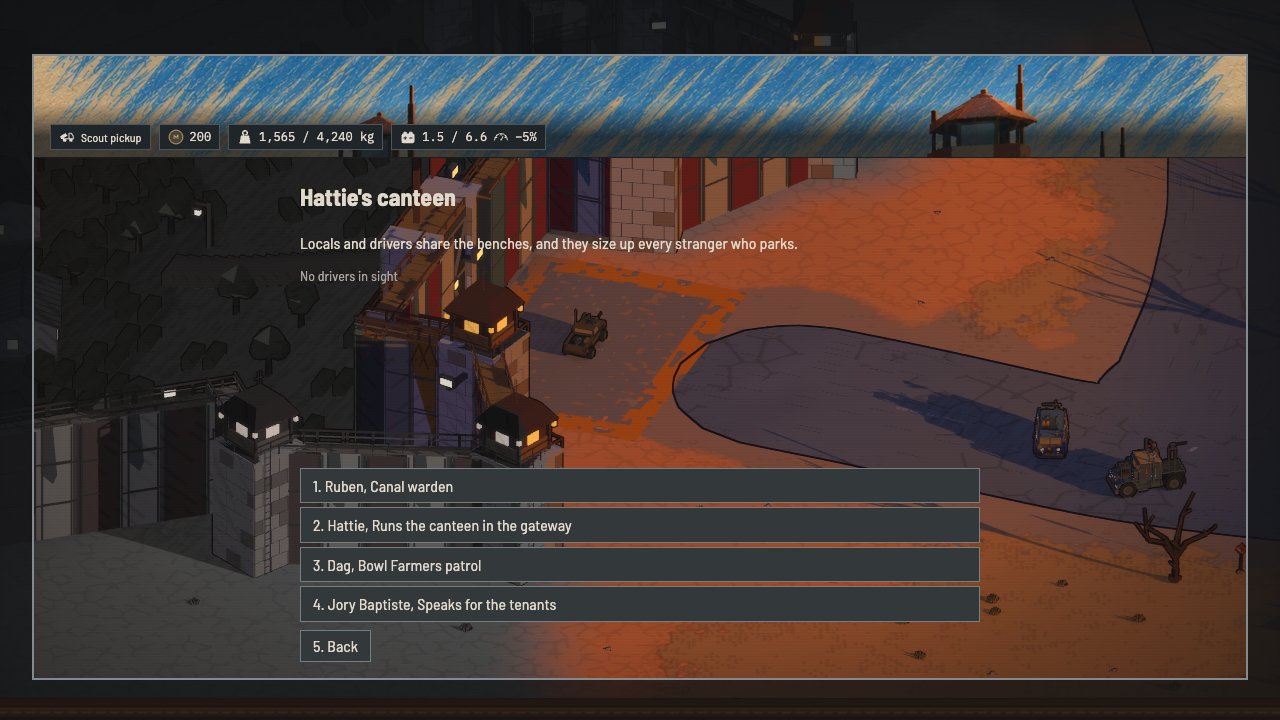 Scout pickup
200
1,565 / 4,240 kg
1.5 / 6.6 -5%
Hattie's canteen
Locals and drivers share the benches, and they size up every stranger who parks.
No drivers in sight
1. Ruben, Canal warden
2. Hattie, Runs the canteen in the gateway
3. Dag, Bowl Farmers patrol
4. Jory Baptiste, Speaks for the tenants
5. Back